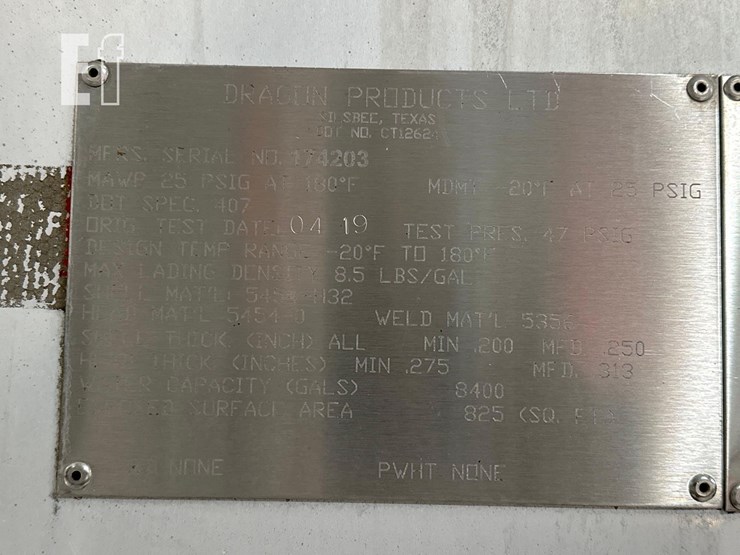 DRAGON PRODUCTS LTD
TEXAS
DOT NO. CT1262
MFRS. SERIAL NO. 174203
MAWP 25 PSIG AT 180°F MDMT -20°F AT 25 PSIG
DOT SPEC. 407
ORIG. TEST DATE 04 19 TEST PRES. 47 PSIG
DESIGN TEMP RANGE -20°F TO 180°F
MAX LADING DENSITY 8.5 LBS/GAL
SHELL MAT'L 5454-H32
HEAD MAT'L 5454-0 WELD MAT'L 5356
SHELL THICK. (INCH) ALL MIN .200 MFD .250
HEAD THICK. (INCHES) MIN .275 MFD. .313
WATER CAPACITY (GALS) 8400
SURFACE AREA 825 (SQ. FT.)
NONE PWHT NONE